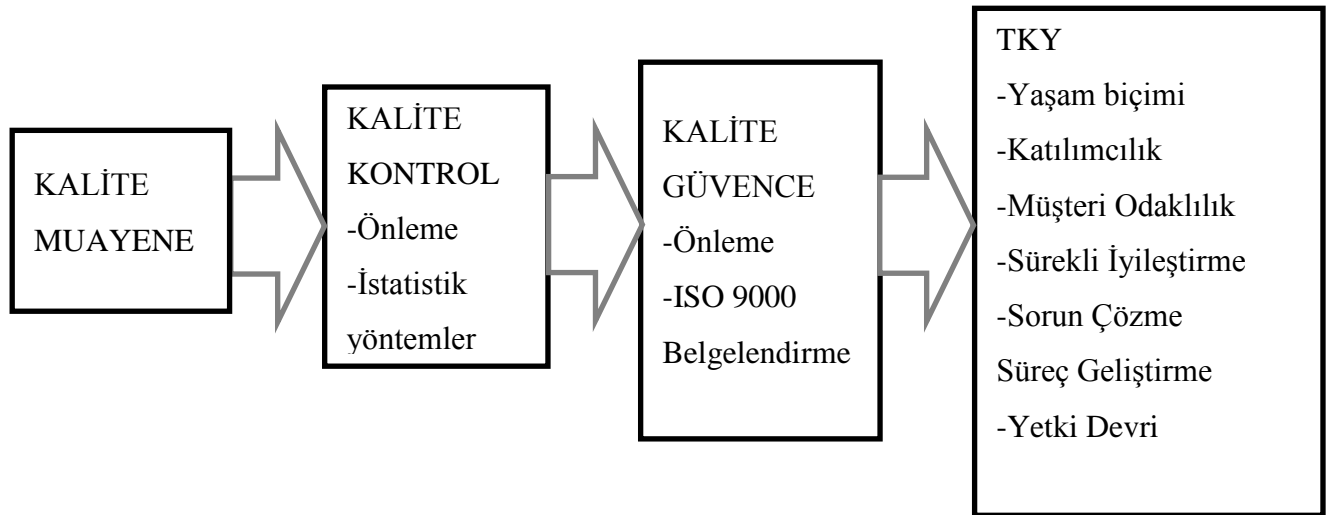 KALİTE
MUAYENE
KALİTE
KONTROL
-Önleme
-İstatistik
yöntemler
KALİTE
GÜVENCE
-Önleme
-ISO 9000
Belgelendirme
TKY
-Yaşam biçimi
-Katılımcılık
-Müşteri Odaklılık
-Sürekli İyileştirme
-Sorun Çözme
Süreç Geliştirme
-Yetki Devri